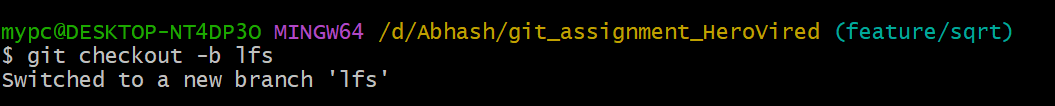 mypc@DESKTOP-NT4DP3O MINGW64 /d/Abhash/git_assignment_HeroVired (feature/sqrt)
$ git checkout -b lfs
Switched to a new branch 'lfs'